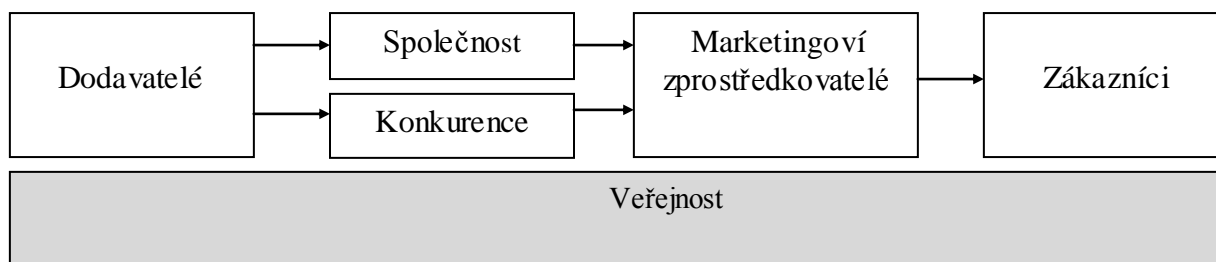 Dodavatelé
Společnost
Konkurence
Marketingoví
zprostředkovatelé
Zákazníci
Veřejnost